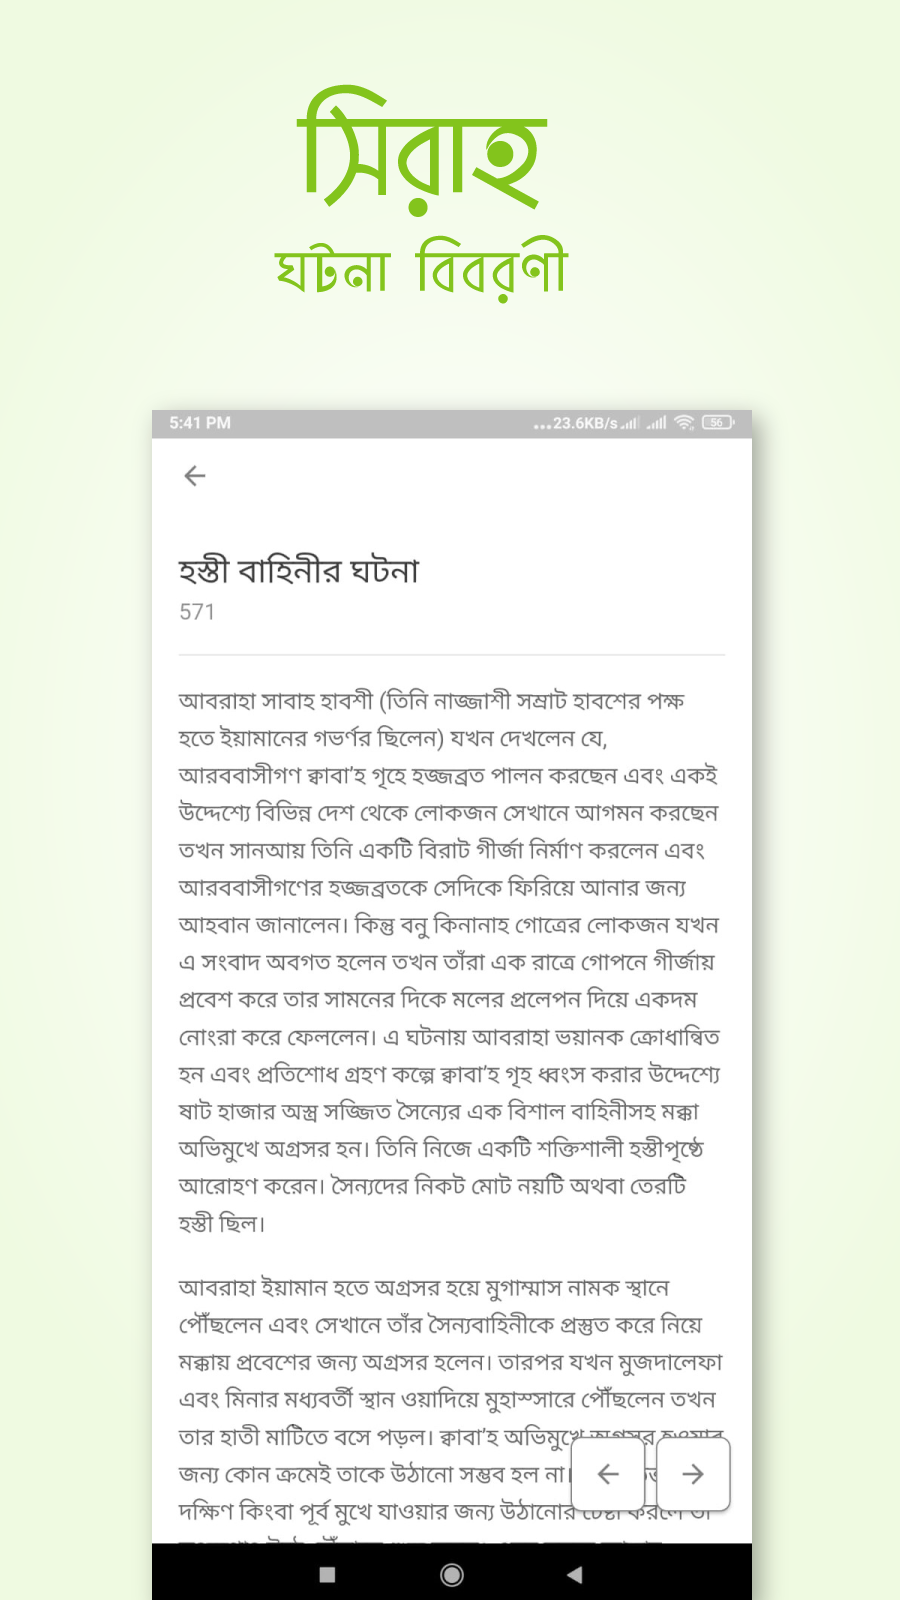 সিরাহ
ঘটনা বিবরণী
5:41 PM
...23.6KB/s 56
হস্তী বাহিনীর ঘটনা
571
আবরাহা সাবাহ হাবশী (তিনি নাজ্জাশী সম্রাট হাবশের পক্ষ
হতে ইয়ামানের গভর্ণর ছিলেন) যখন দেখলেন যে,
আরববাসীগণ ক্বাবা'হ গৃহে হজ্জব্রত পালন করছেন এবং একই
উদ্দেশ্যে বিভিন্ন দেশ থেকে লোকজন সেখানে আগমন করছেন
তখন সানআয় তিনি একটি বিরাট গীর্জা নির্মাণ করলেন এবং
আরববাসীগণের হজ্জব্রতকে সেদিকে ফিরিয়ে আনার জন্য
আহবান জানালেন। কিন্তু বনু কিনানাহ গোত্রের লোকজন যখন
এ সংবাদ অবগত হলেন তখন তাঁরা এক রাত্রে গোপনে গীর্জায়
প্রবেশ করে তার সামনের দিকে মলের প্রলেপন দিয়ে একদম
নোংরা করে ফেললেন। এ ঘটনায় আবরাহা ভয়ানক ক্রোধান্বিত
হন এবং প্রতিশোধ গ্রহণ কল্পে ক্বাবা'হ গৃহ ধ্বংস করার উদ্দেশ্যে
ষাট হাজার অস্ত্র সজ্জিত সৈন্যের এক বিশাল বাহিনীসহ মক্কা
অভিমুখে অগ্রসর হন। তিনি নিজে একটি শক্তিশালী হস্তীপৃষ্ঠে
আরোহণ করেন। সৈন্যদের নিকট মোট নয়টি অথবা তেরটি
হস্তী ছিল।
আবরাহা ইয়ামান হতে অগ্রসর হয়ে মুগাম্মাস নামক স্থানে
পৌঁছলেন এবং সেখানে তাঁর সৈন্যবাহিনীকে প্রস্তুত করে নিয়ে
মক্কায় প্রবেশের জন্য অগ্রসর হলেন। তারপর যখন মুজদালেফা
এবং মিনার মধ্যবর্তী স্থান ওয়াদিয়ে মুহাস্সারে পৌঁছলেন তখন
তার হাতী মাটিতে বসে পড়ল। ক্বাবা'হ অভিমুখে অগ্রসর হওয়ার
জন্য কোন ক্রমেই তাকে উঠানো সম্ভব হল না।
দক্ষিণ কিংবা পূর্ব মুখে যাওয়ার জন্য উঠানোর চেষ্টা করলে তা